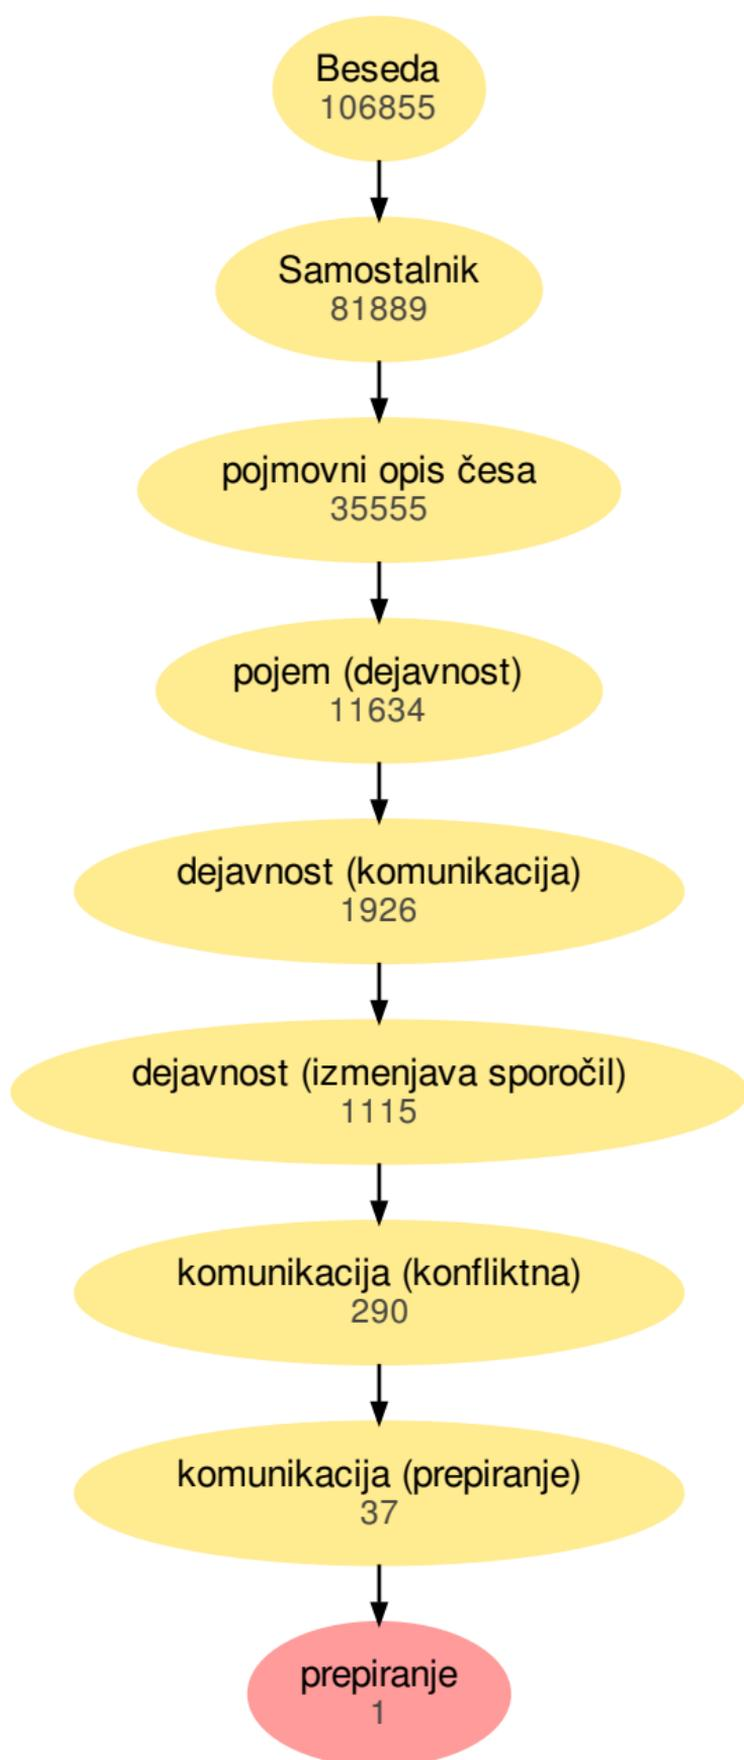 Beseda
106855
Samostalnik
81889
pojmovni opis česa
35555
pojem (dejavnost)
11634
dejavnost (komunikacija)
1926
dejavnost (izmenjava sporočil)
1115
komunikacija (konfliktna)
290
komunikacija (prepiranje)
37
prepiranje
1